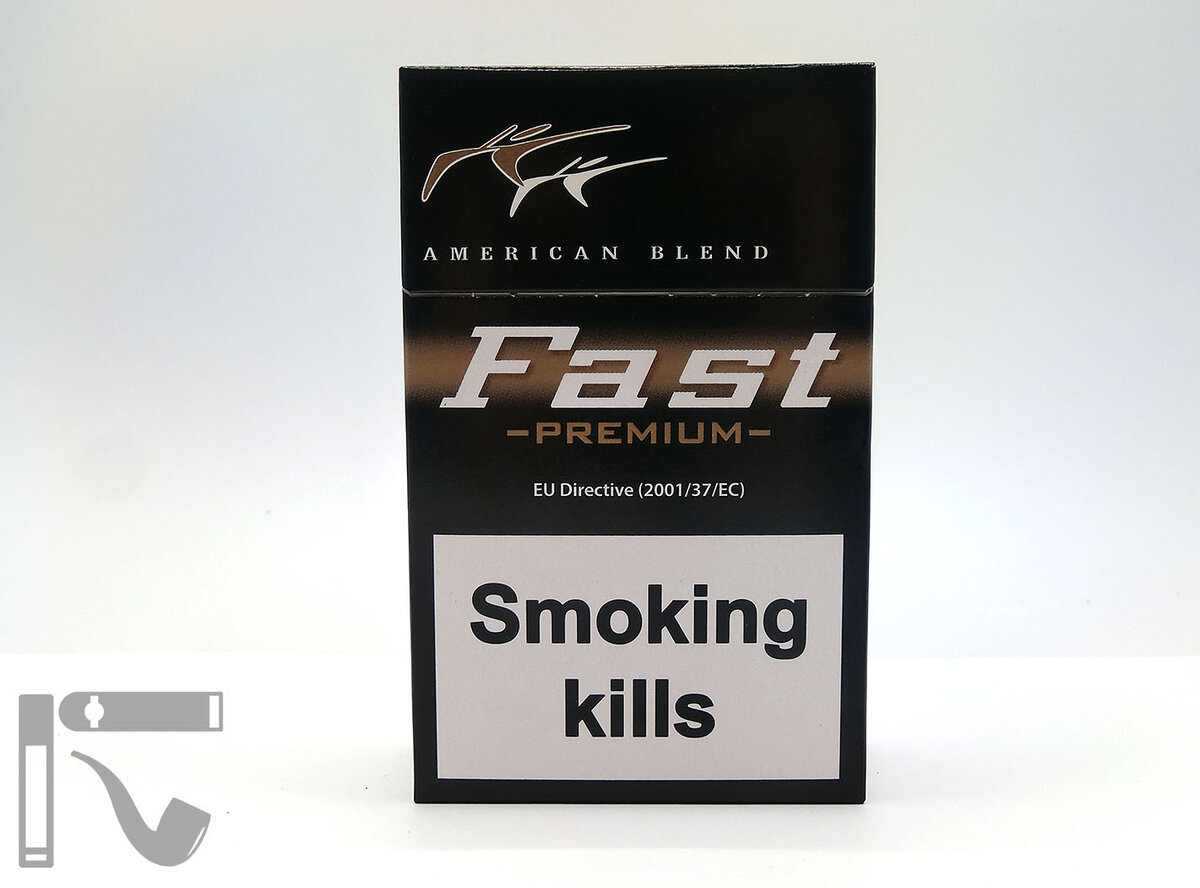 AMERICAN BLEND
Fast
-PREMIUM-
EU Directive (2001/37/EC)
Smoking
kills